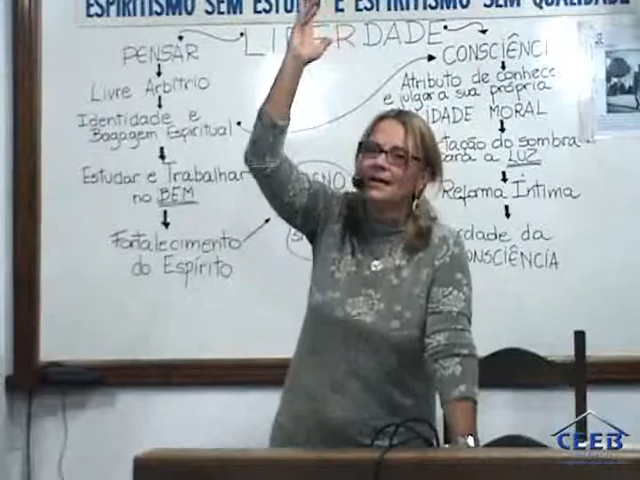 ESPIRITISMO SEM ESTUDO É ESPIRITISMO SEM QUALIDADE
LIBERDADE
PENSAR
Livre Arbítrio
Identidade e
Bagagem Espiritual
Estudar e Trabalhar
no BEM
Fortalecimento
do Espírito
CONSCIÊNCI
Atributo de conhece
e julgar a sua própria
IDADE MORAL
tação do sombra
para a LUZ
Reforma Íntima
dade da
CONSCIÊNCIA
CEEB